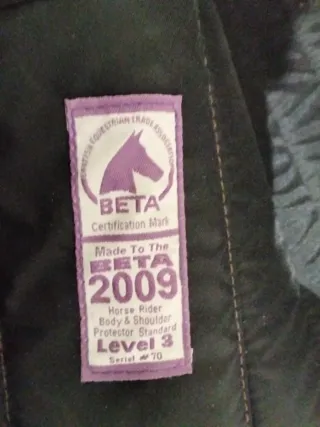 BRITISH EQUESTRIAN TRADE ASSOCIATION
BETA
Certification Mark
Made To The
BETA
2009
Horse Rider
Body & Shoulder
Protector Standard
Level 3
Serial # 70